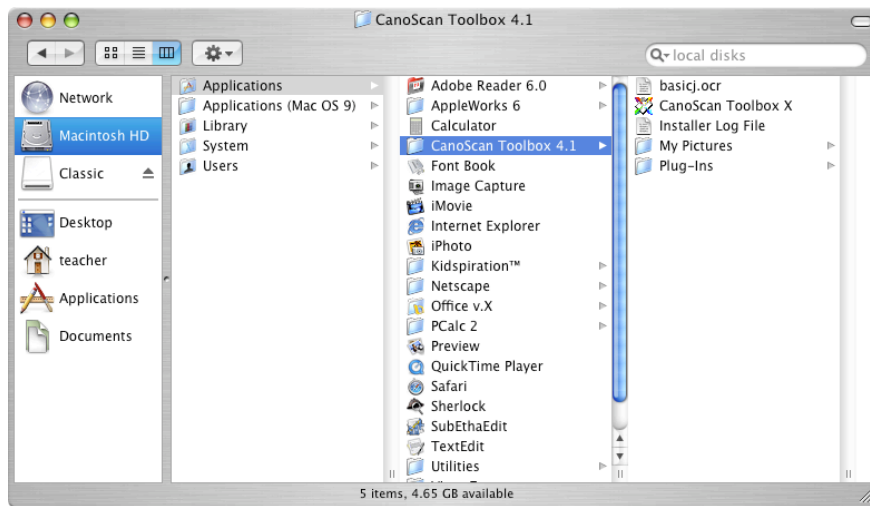 CanoScan Toolbox 4.1
local disks
Network
Macintosh HD
Classic
Desktop
teacher
Applications
Documents
Applications
Applications (Mac OS 9)
Library
System
Users
Adobe Reader 6.0
AppleWorks 6
Calculator
CanoScan Toolbox 4.1
Font Book
Image Capture
iMovie
Internet Explorer
iPhoto
Kidspiration™
Netscape
Office v.X
PCalc 2
Preview
QuickTime Player
Safari
Sherlock
SubEthaEdit
TextEdit
Utilities
basicj.ocr
CanoScan Toolbox X
Installer Log File
My Pictures
Plug-Ins
5 items, 4.65 GB available